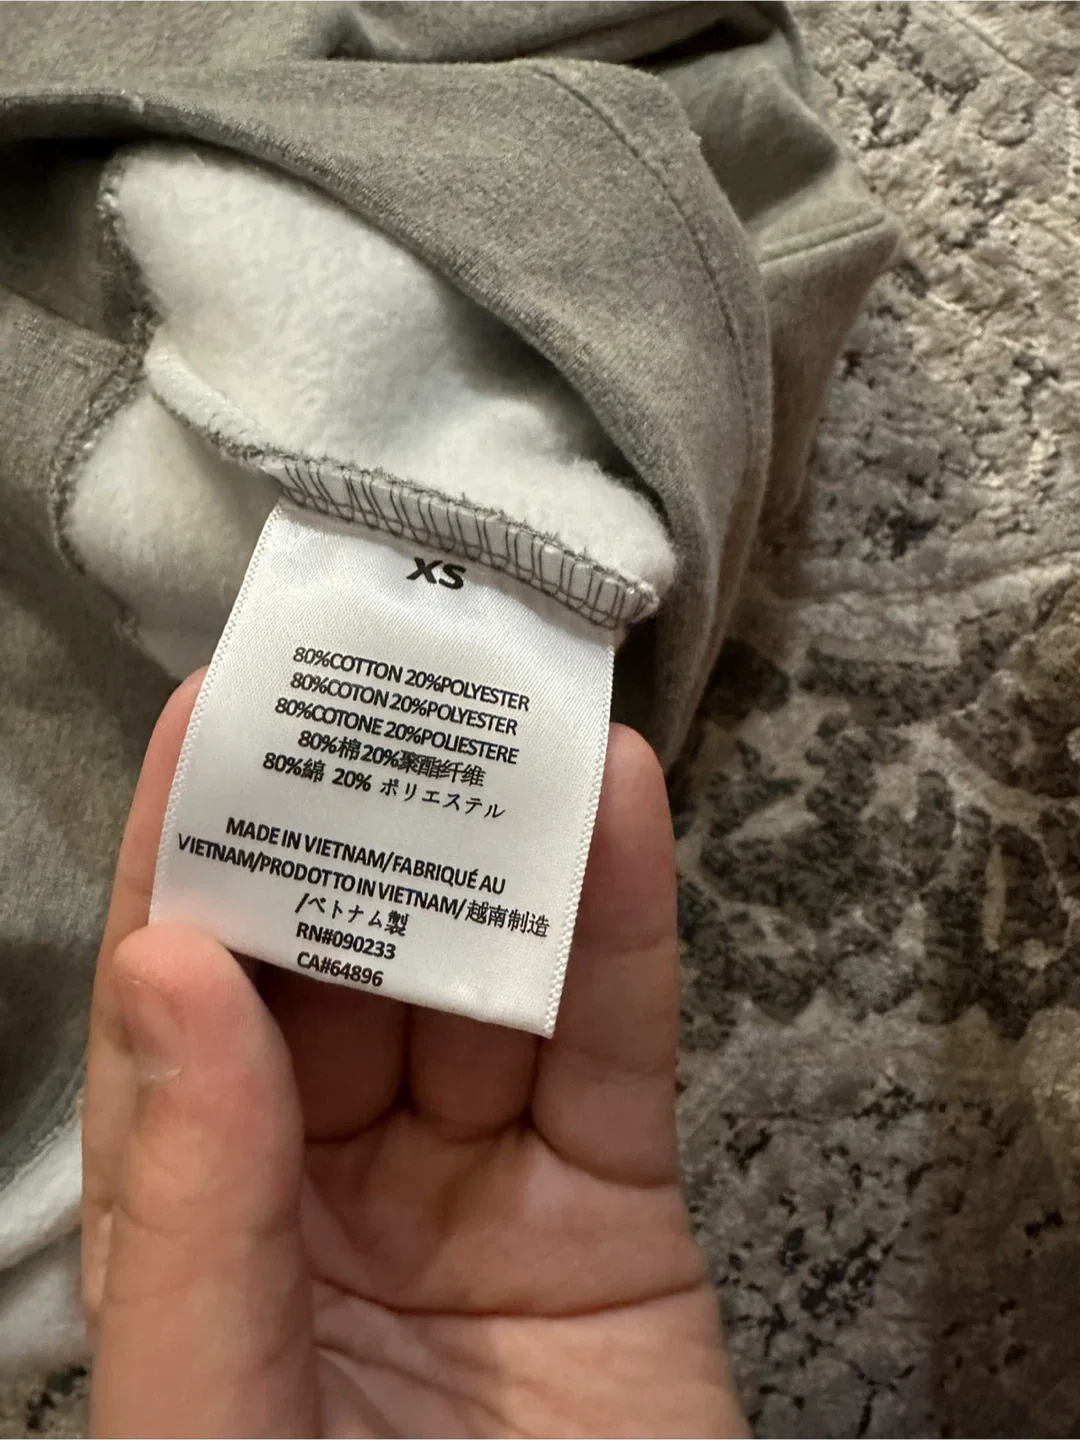 XS
80%COTTON 20%POLYESTER
80%COTON 20%POLYESTER
80%COTONE 20%POLIESTERE
80%棉20%聚酯纤维
80%綿 20% ポリエステル
MADE IN VIETNAM/FABRIQUÉ AU
VIETNAM/PRODOTTO IN VIETNAM/越南制造
/ベトナム製
RN#090233
CA#64896